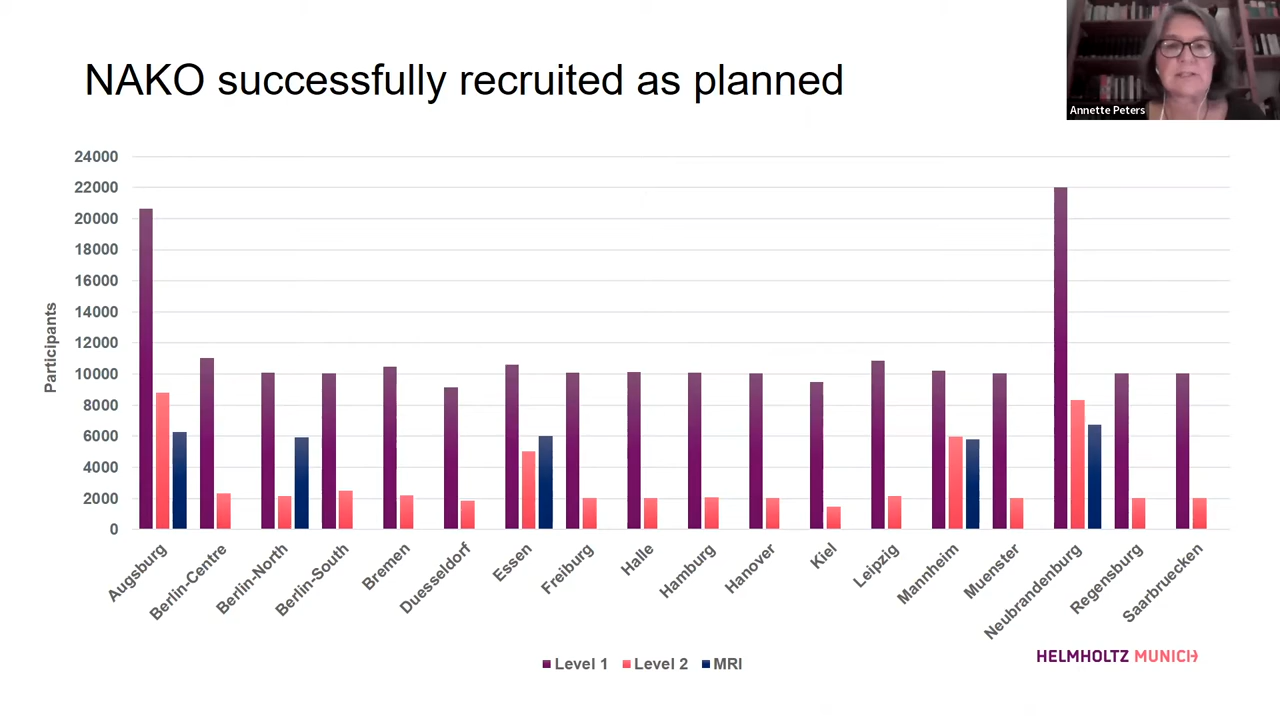 NAKO successfully recruited as planned
Annette Peters
24000
22000
20000
18000
16000
14000
12000
10000
8000
6000
4000
2000
0
Participants
Augsburg
Berlin-Centre
Berlin-North
Berlin-South
Bremen
Duesseldorf
Essen
Freiburg
Halle
Hamburg
Hanover
Kiel
Leipzig
Mannheim
Muenster
Neubrandenburg
Regensburg
Saarbruecken
Level 1 Level 2 MRI
HELMHOLTZ MUNICH